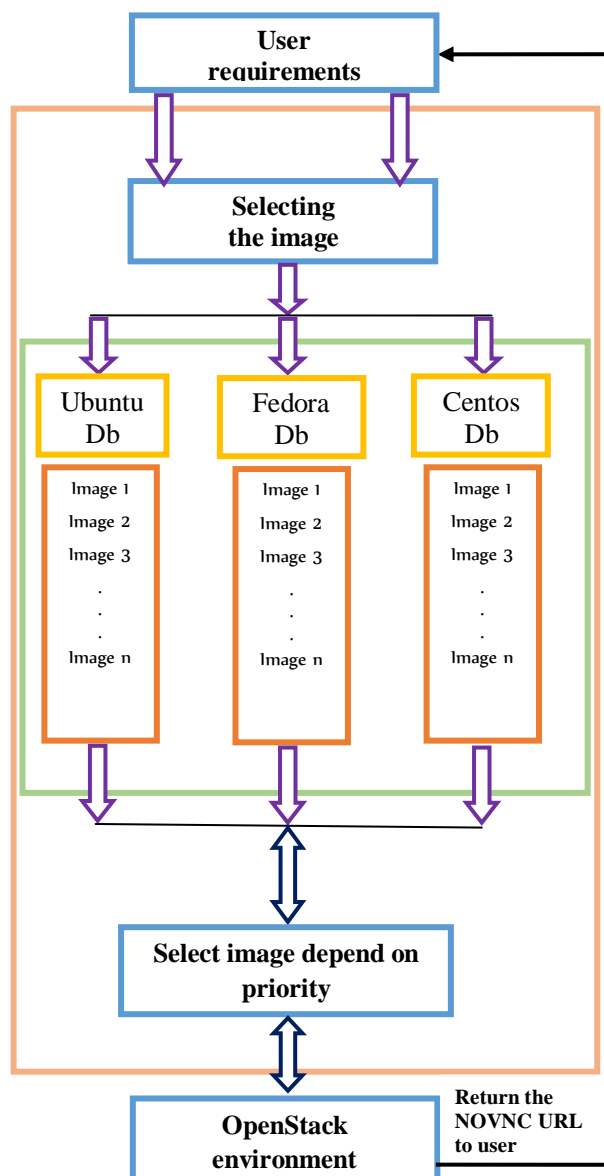 User
requirements
Selecting
the image
Ubuntu
Db
Fedora
Db
Centos
Db
Image 1
Image 2
Image 3
.
.
.
Image n
Image 1
Image 2
Image 3
.
.
.
Image n
Image 1
Image 2
Image 3
.
.
.
Image n
Select image depend on
priority
OpenStack
environment
Return the
NOVNC URL
to user